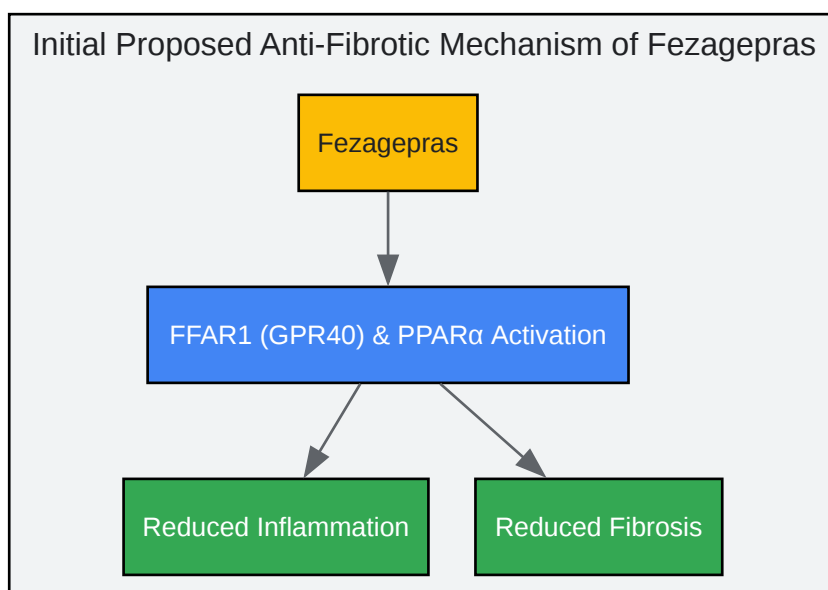 Initial Proposed Anti-Fibrotic Mechanism of Fezagepras
Fezagepras
FFAR1 (GPR40) & PPARα Activation
Reduced Inflammation
Reduced Fibrosis